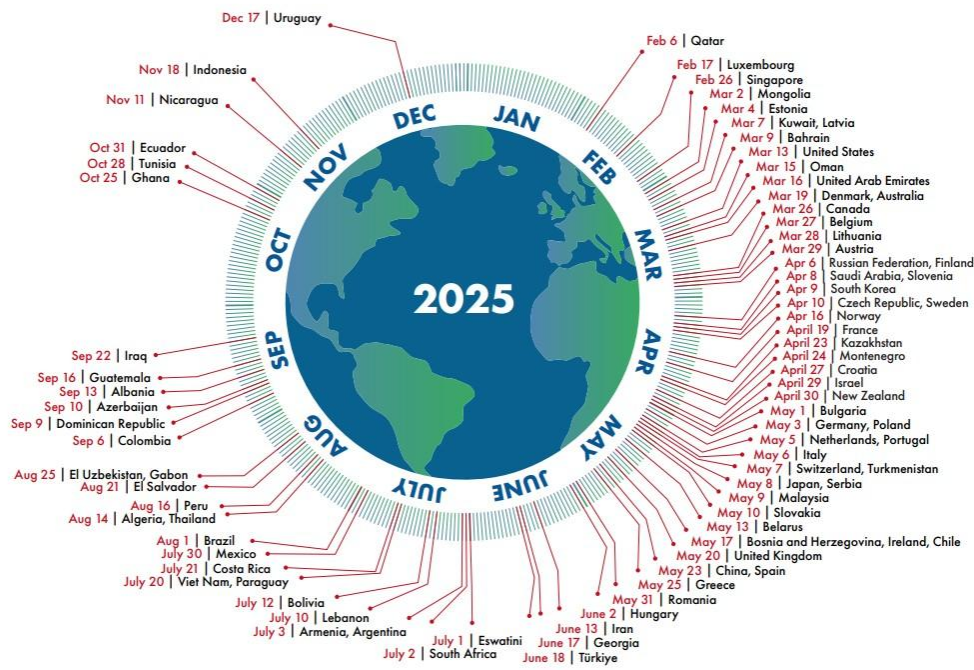 Dec 17 | Uruguay
Nov 18 | Indonesia
Nov 11 | Nicaragua
Oct 31 | Ecuador
Oct 28 | Tunisia
Oct 25 | Ghana
Sep 22 | Iraq
Sep 16 | Guatemala
Sep 13 | Albania
Sep 10 | Azerbaijan
Sep 9 | Dominican Republic
Sep 6 | Colombia
Aug 25 | El Uzbekistan, Gabon
Aug 21 | El Salvador
Aug 16 | Peru
Aug 14 | Algeria, Thailand
Aug 1 | Brazil
July 30 | Mexico
July 21 | Costa Rica
July 20 | Viet Nam, Paraguay
July 12 | Bolivia
July 10 | Lebanon
July 3 | Armenia, Argentina
July 2 | South Africa
July 1 | Eswatini
JAN
FEB
MAR
APR
MAY
JUNE
JULY
AUG
SEP
OCT
NOV
DEC
2025
Feb 6 | Qatar
Feb 17 | Luxembourg
Feb 26 | Singapore
Mar 2 | Mongolia
Mar 4 | Estonia
Mar 7 | Kuwait, Latvia
Mar 9 | Bahrain
Mar 13 | United States
Mar 15 | Oman
Mar 16 | United Arab Emirates
Mar 19 | Denmark, Australia
Mar 26 | Canada
Mar 27 | Belgium
Mar 28 | Lithuania
Mar 29 | Austria
Apr 6 | Russian Federation, Finland
Apr 8 | Saudi Arabia, Slovenia
Apr 9 | South Korea
Apr 10 | Czech Republic, Sweden
Apr 16 | Norway
April 19 | France
April 23 | Kazakhstan
April 24 | Montenegro
April 27 | Croatia
April 29 | Israel
April 30 | New Zealand
May 1 | Bulgaria
May 3 | Germany, Poland
May 5 | Netherlands, Portugal
May 6 | Italy
May 7 | Switzerland, Turkmenistan
May 8 | Japan, Serbia
May 9 | Malaysia
May 10 | Slovakia
May 13 | Belarus
May 17 | Bosnia and Herzegovina, Ireland, Chile
May 20 | United Kingdom
May 23 | China, Spain
May 25 | Greece
May 31 | Romania
June 2 | Hungary
June 13 | Iran
June 17 | Georgia
June 18 | Türkiye